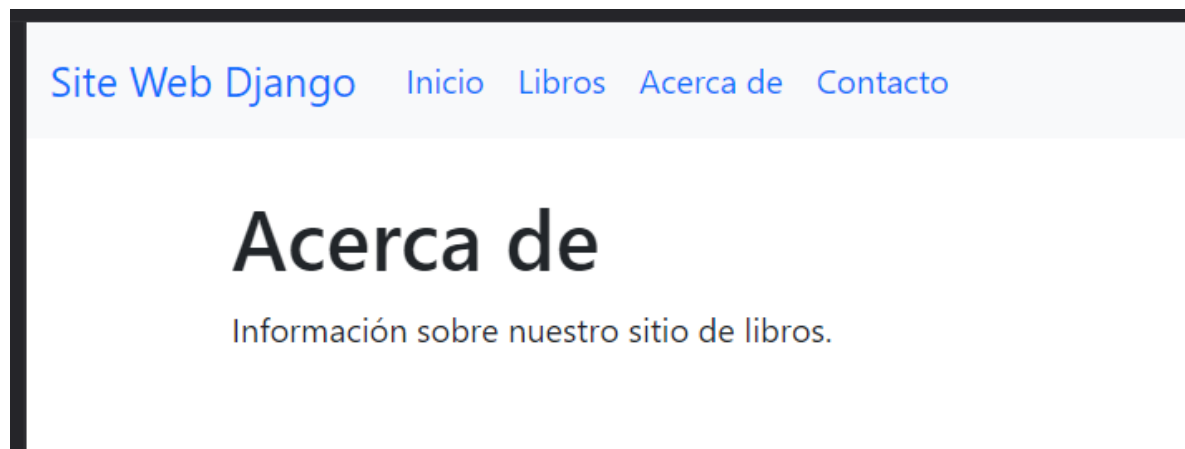 Site Web Django Inicio Libros Acerca de Contacto
Acerca de
Información sobre nuestro sitio de libros.